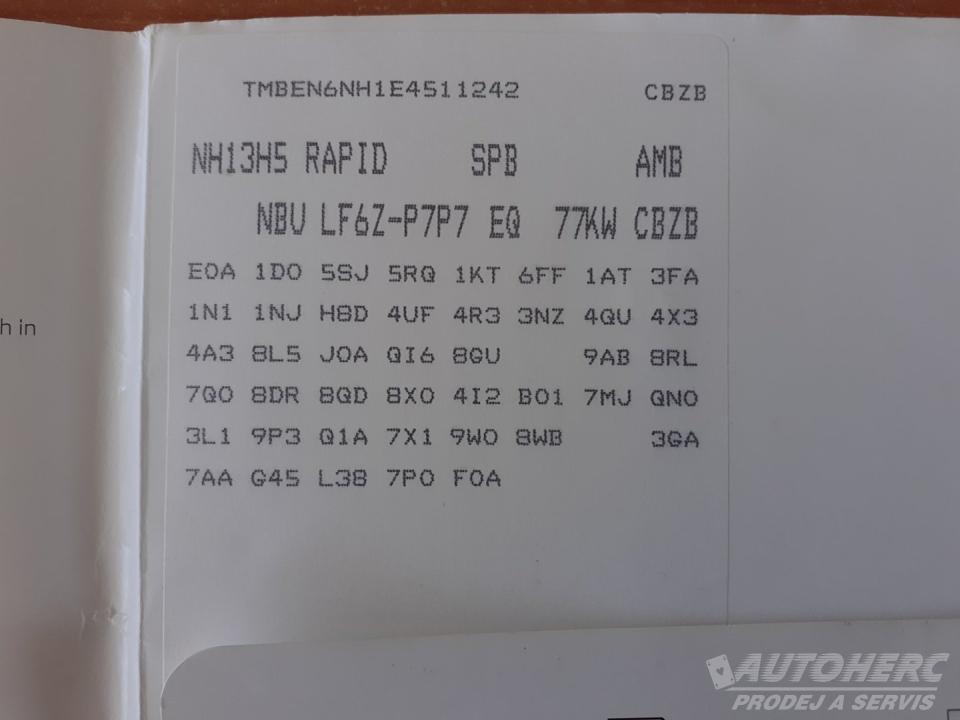 TMBEN6NH1E4511242 CBZB
NH13H5 RAPID SPB AMB
NBU LF6Z-P7P7 EQ 77KW CBZB
E0A 1D0 5SJ 5RQ 1KT 6FF 1AT 3FA
1N1 1NJ H8D 4UF 4R3 3NZ 4QU 4X3
h in
4A3 8L5 J0A QI6 8GU 9AB 8RL
7Q0 8DR 8QD 8X0 4I2 B01 7MJ QN0
3L1 9P3 Q1A 7X1 9W0 8WB 3GA
7AA G45 L38 7P0 F0A
AUTOHERC
PRODEJ A SERVIS